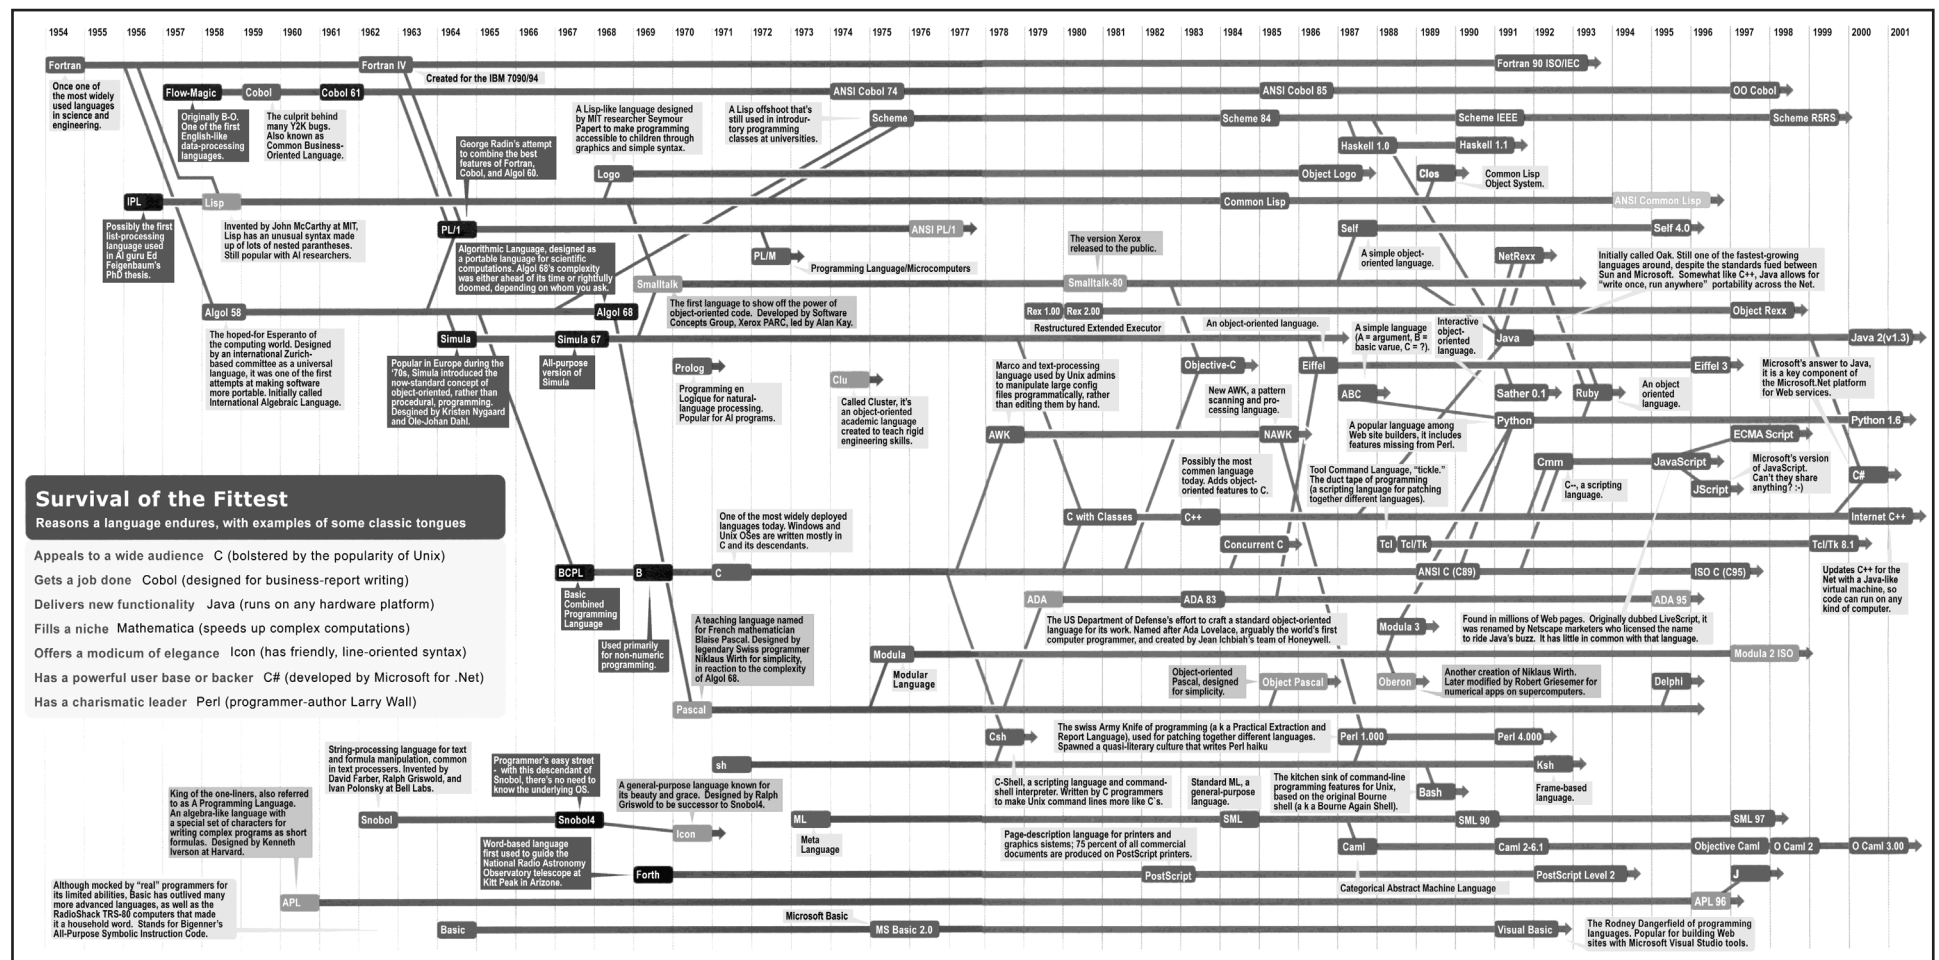 1954 1955 1956 1957 1958 1959 1960 1961 1962 1963 1964 1965 1966 1967 1968 1969 1970 1971 1972 1973 1974 1975 1976 1977 1978 1979 1980 1981 1982 1983 1984 1985 1986 1987 1988 1989 1990 1991 1992 1993 1994 1995 1996 1997 1998 1999 2000 2001
Fortran
Fortran IV
Fortran 90 ISO/IEC
Once one of
the most widely
used languages
in science and
engineering.
Created for the IBM 7090/94
Flow-Magic
Cobol
Cobol 61
ANSI Cobol 74
ANSI Cobol 85
OO Cobol
Originally B-O.
One of the first
English-like
data-processing
languages.
The culprit behind
many Y2K bugs.
Also known as
Common Business-
Oriented Language.
George Radin's attempt
to combine the best
features of Fortran,
Cobol, and Algol 60.
A Lisp-like language designed
by MIT researcher Seymour
Papert to make programming
accessible to children through
graphics and simple syntax.
A Lisp offshoot that's
still used in introdur-
tory programming
classes at universities.
Scheme
Scheme 84
Scheme IEEE
Scheme R5RS
Haskell 1.0
Haskell 1.1
Logo
Object Logo
Clos
Common Lisp
Object System.
IPL
Lisp
Common Lisp
ANSI Common Lisp
Possibly the first
list-processing
language used
in AI guru Ed
Feigenbaum's
PhD thesis.
Invented by John McCarthy at MIT,
Lisp has an unusual syntax made
up of lots of nested parantheses.
Still popular with AI researchers.
PL/1
ANSI PL/1
Self
Self 4.0
A simple object-
oriented language.
PL/M
Programming Language/Microcomputers
The version Xerox
released to the public.
NetRexx
Initially called Oak. Still one of the fastest-growing
languages around, despite the standards fued between
Sun and Microsoft. Somewhat like C++, Java allows for
"write once, run anywhere" portability across the Net.
Algorithmic Language, designed as
a portable language for scientific
computations. Algol 68's complexity
was either ahead of its time or rightfully
doomed, depending on whom you ask.
Smalltalk
Smalltalk-80
The first language to show off the power of
object-oriented code. Developed by Software
Concepts Group, Xerox PARC, led by Alan Kay.
Algol 58
Algol 68
Rex 1.00
Rex 2.00
Object Rexx
Restructured Extended Executor
The hoped-for Esperanto of
the computing world. Designed
by an international Zurich-
based committee as a universal
language, it was one of the first
attempts at making software
more portable. Initially called
International Algebraic Language.
Simula
Simula 67
Java
Java 2(v1.3)
Popular in Europe during the
'70s, Simula introduced the
now-standard concept of
object-oriented, rather than
procedural, programming.
Desgined by Kristen Nygaard
and Ole-Johan Dahl.
All-purpose
version of
Simula
An object-oriented language.
A simple language
(A = argument, B =
basic varue, C = ?).
Interactive
object-
oriented
language.
Prolog
Programming en
Logique for natural-
language processing.
Popular for AI programs.
Clu
Called Cluster, it's
an object-oriented
academic language
created to teach rigid
engineering skills.
Marco and text-processing
language used by Unix admins
to manipulate large config
files programmatically, rather
than editing them by hand.
Objective-C
Eiffel
Eiffel 3
Microsoft's answer to Java,
it is a key component of
the Microsoft.Net platform
for Web services.
New AWK, a pattern
scanning and pro-
cessing language.
ABC
Sather 0.1
Ruby
An object
oriented
language.
Python
Python 1.6
A popular language among
Web site builders, it includes
features missing from Perl.
AWK
NAWK
ECMA Script
Cmm
JavaScript
JScript
C--, a scripting
language.
Microsoft's version
of JavaScript.
Can't they share
anything? :-)
C#
Possibly the most
commen language
today. Adds object-
oriented features to C.
Tool Command Language, "tickle."
The duct tape of programming
(a scripting language for patching
together different languages).
Survival of the Fittest
Reasons a language endures, with examples of some classic tongues
Appeals to a wide audience C (bolstered by the popularity of Unix)
Gets a job done Cobol (designed for business-report writing)
Delivers new functionality Java (runs on any hardware platform)
Fills a niche Mathematica (speeds up complex computations)
Offers a modicum of elegance Icon (has friendly, line-oriented syntax)
Has a powerful user base or backer C# (developed by Microsoft for .Net)
Has a charismatic leader Perl (programmer-author Larry Wall)
One of the most widely deployed
languages today. Windows and
Unix OSes are written mostly in
C and its descendants.
C with Classes
C++
Internet C++
Concurrent C
Tcl
Tcl/Tk
Tcl/Tk 8.1
BCPL
B
C
ANSI C (C89)
ISO C (C95)
Updates C++ for the
Net with a Java-like
virtual machine, so
code can run on any
kind of computer.
Basic
Combined
Programming
Language
Used primarily
for non-numeric
programming.
A teaching language named
for French mathematician
Blaise Pascal. Designed by
legendary Swiss programmer
Niklaus Wirth for simplicity,
in reaction to the complexity
of Algol 68.
ADA
ADA 83
ADA 95
The US Department of Defense's effort to craft a standard object-oriented
language for its work. Named after Ada Lovelace, arguably the world's first
computer programmer, and created by Jean Ichbiah's team of Honeywell.
Modula 3
Found in millions of Web pages. Originally dubbed LiveScript, it
was renamed by Netscape marketers who licensed the name
to ride Java's buzz. It has little in common with that language.
Modula
Modula 2 ISO
Modular
Language
Object-oriented
Pascal, designed
for simplicity.
Object Pascal
Oberon
Another creation of Niklaus Wirth.
Later modified by Robert Griesemer for
numerical apps on supercomputers.
Delphi
Pascal
Csh
The swiss Army Knife of programming (a k a Practical Extraction and
Report Language), used for patching together different languages.
Spawned a quasi-literary culture that writes Perl haiku
Perl 1.000
Perl 4.000
String-processing language for text
and formula manipulation, common
in text processers. Invented by
David Farber, Ralph Griswold, and
Ivan Polonsky at Bell Labs.
Programmer's easy street
- with this descendant of
Snobol, there's no need to
know the underlying OS.
sh
Ksh
A general-purpose language known for
its beauty and grace. Designed by Ralph
Griswold to be successor to Snobol4.
C-Shell, a scripting language and command-
shell interpreter. Written by C programmers
to make Unix command lines more like C`s.
Standard ML, a
general-purpose
language.
The kitchen sink of command-line
programming features for Unix,
based on the original Bourne
shell (a k a Bourne Again Shell).
Bash
Frame-based
language.
King of the one-liners, also referred
to as A Programming Language.
An algebra-like language with
a special set of characters for
writing complex programs as short
formulas. Designed by Kenneth
Iverson at Harvard.
Snobol
Snobol4
Icon
ML
SML
SML 90
SML 97
Meta
Language
Page-description language for printers and
graphics sistems; 75 percent of all commercial
documents are produced on PostScript printers.
Caml
Caml 2-6.1
Objective Caml
O Caml 2
O Caml 3.00
Word-based language
first used to guide the
National Radio Astronomy
Observatory telescope at
Kitt Peak in Arizone.
Forth
PostScript
PostScript Level 2
J
Categorical Abstract Machine Language
Although mocked by "real" programmers for
its limited abilities, Basic has outlived many
more advanced languages, as well as the
RadioShack TRS-80 computers that made
it a household word. Stands for Bigenner's
All-Purpose Symbolic Instruction Code.
APL
APL 96
Microsoft Basic
Basic
MS Basic 2.0
Visual Basic
The Rodney Dangerfield of programming
languages. Popular for building Web
sites with Microsoft Visual Studio tools.